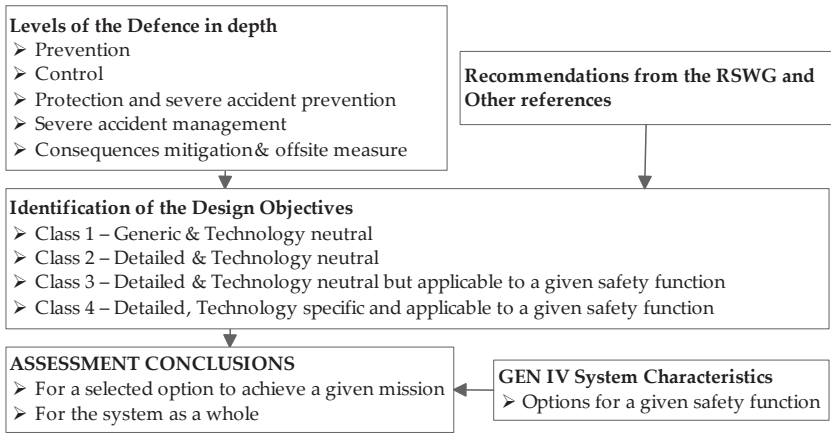 Levels of the Defence in depth
➢ Prevention
➢ Control
➢ Protection and severe accident prevention
➢ Severe accident management
➢ Consequences mitigation& offsite measure
Recommendations from the RSWG and
Other references
Identification of the Design Objectives
➢ Class 1 – Generic & Technology neutral
➢ Class 2 – Detailed & Technology neutral
➢ Class 3 – Detailed & Technology neutral but applicable to a given safety function
➢ Class 4 – Detailed, Technology specific and applicable to a given safety function
ASSESSMENT CONCLUSIONS
➢ For a selected option to achieve a given mission
➢ For the system as a whole
GEN IV System Characteristics
➢ Options for a given safety function